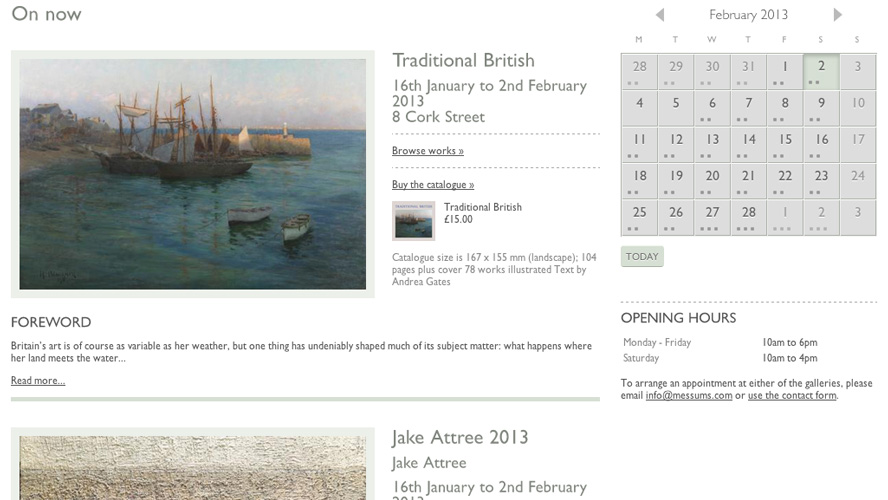 On now
Traditional British
16th January to 2nd February
2013
8 Cork Street
Browse works »
Buy the catalogue »
Traditional British
£15.00
Catalogue size is 167 x 155 mm (landscape); 104
pages plus cover 78 works illustrated Text by
Andrea Gates
FOREWORD
Britain's art is of course as variable as her weather, but one thing has undeniably shaped much of its subject matter: what happens where
her land meets the water...
Read more...
Jake Attree 2013
Jake Attree
16th January to 2nd February
2013
February 2013
M T W T F S S
28 29 30 31 1 2 3
4 5 6 7 8 9 10
11 12 13 14 15 16 17
18 19 20 21 22 23 24
25 26 27 28 1 2 3
TODAY
OPENING HOURS
Monday - Friday 10am to 6pm
Saturday 10am to 4pm
To arrange an appointment at either of the galleries, please
email info@messums.com or use the contact form.